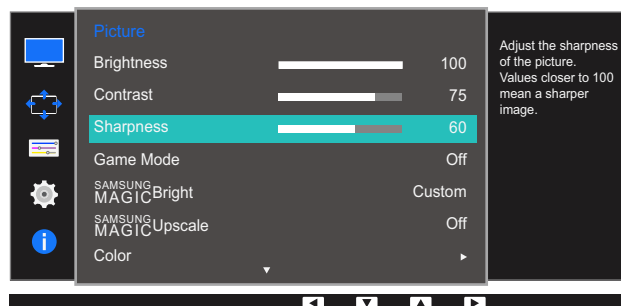 Picture
Brightness 100
Contrast 75
Sharpness 60
Game Mode Off
SAMSUNG
MAGICBright Custom
SAMSUNG
MAGICUpscale Off
Color
Adjust the sharpness
of the picture.
Values closer to 100
mean a sharper
image.